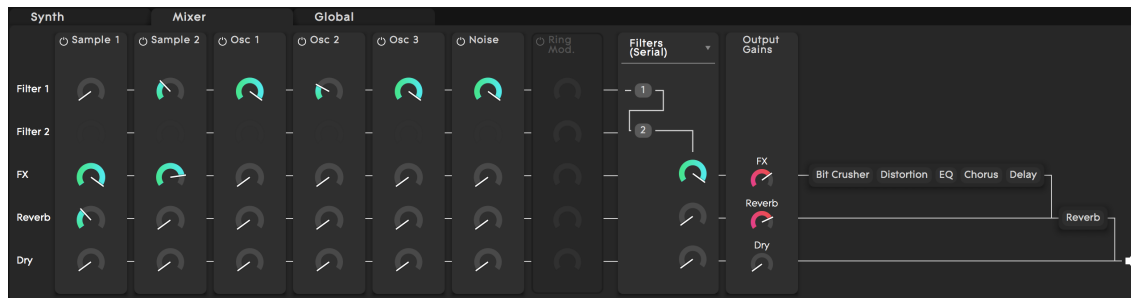 Synth Mixer Global
Sample 1 Sample 2 Osc 1 Osc 2 Osc 3 Noise Ring
Mod.
Filters
(Serial)
Output
Gains
Filter 1
1
Filter 2
2
FX
FX
Bit Crusher Distortion EQ Chorus Delay
Reverb
Reverb
Reverb
Dry
Dry